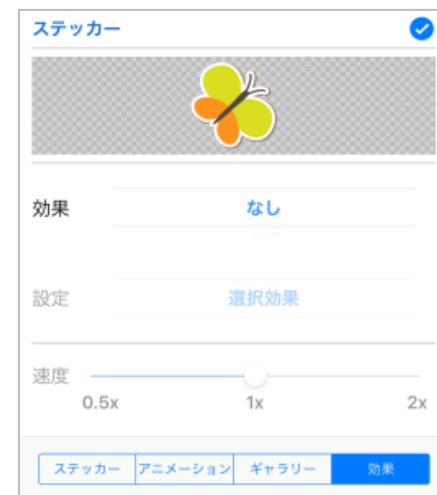 ステッカー
効果 なし
設定 選択効果
速度
0.5x 1x 2x
ステッカー アニメーション ギャラリー 効果